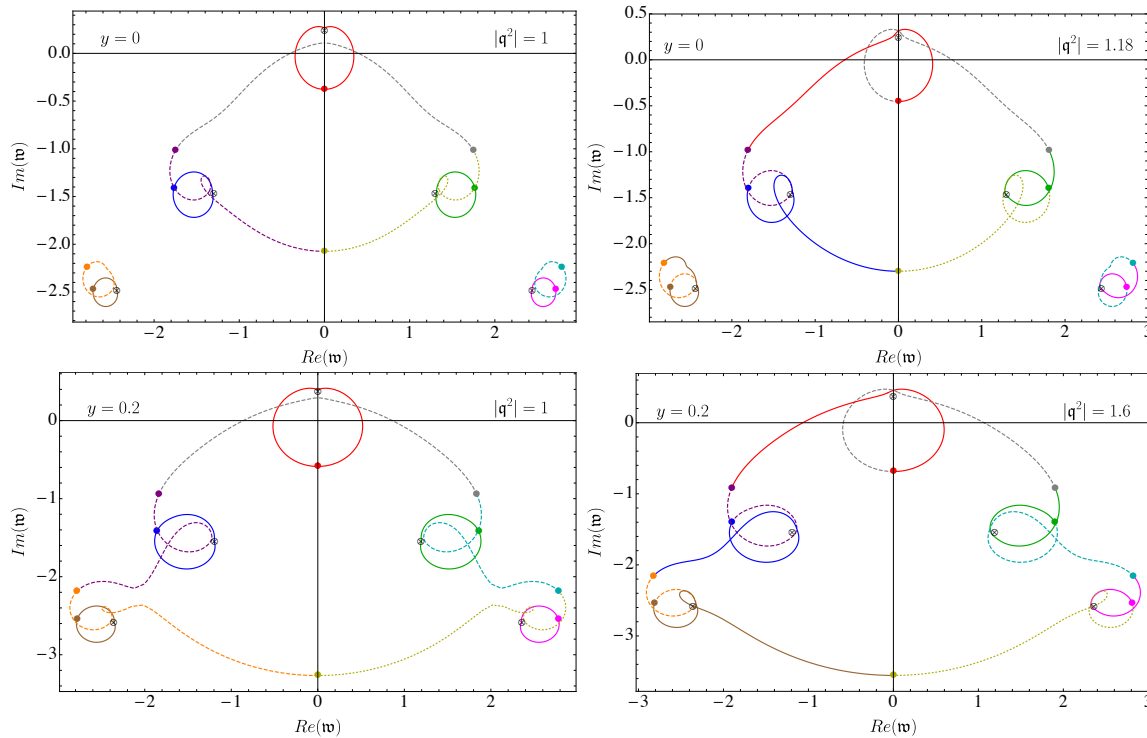 y = 0
|𝔮²| = 1
0.0
−0.5
−1.0
−1.5
−2.0
−2.5
Im(𝔴)
−2
−1
0
1
2
Re(𝔴)
y = 0
|𝔮²| = 1.18
0.5
0.0
−0.5
−1.0
−1.5
−2.0
−2.5
Im(𝔴)
−2
−1
0
1
2
3
Re(𝔴)
y = 0.2
|𝔮²| = 1
0
−1
−2
−3
Im(𝔴)
−2
−1
0
1
2
Re(𝔴)
y = 0.2
|𝔮²| = 1.6
0
−1
−2
−3
Im(𝔴)
−3
−2
−1
0
1
2
3
Re(𝔴)